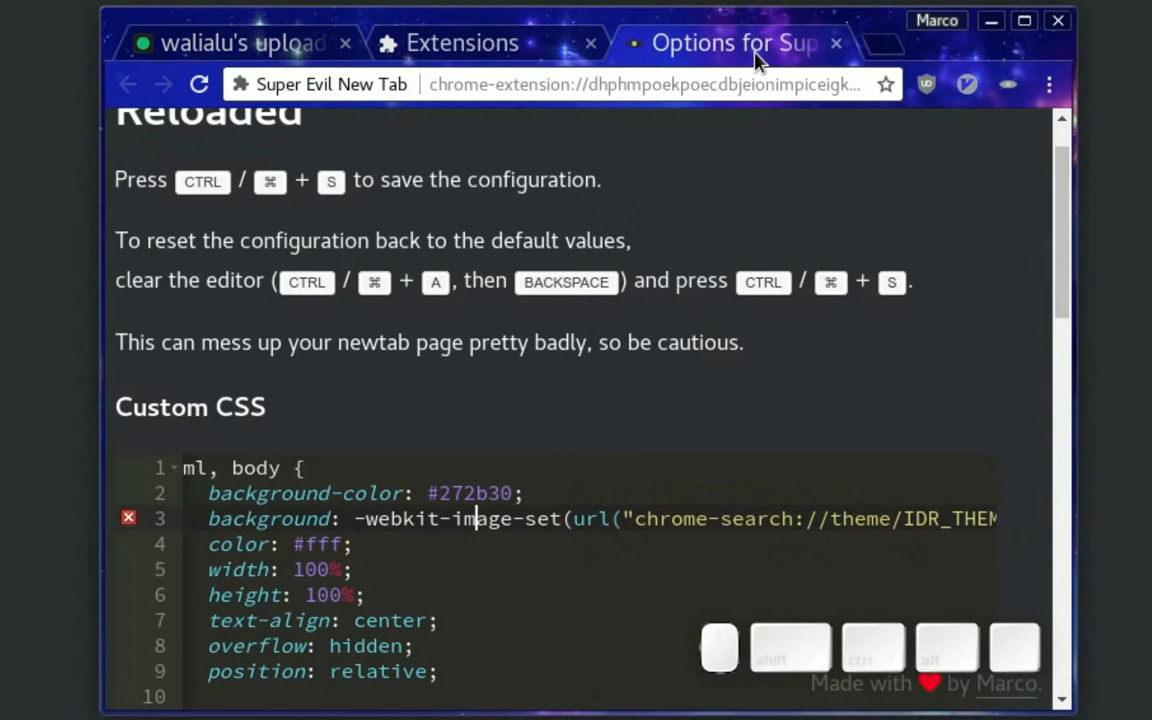 Marco
walialu's upload
Extensions
Options for Sup
Super Evil New Tab
chrome-extension://dhphmpoekpoecdbjeionimpiceigk...
Reloaded
Press CTRL / ⌘ + S to save the configuration.
To reset the configuration back to the default values,
clear the editor (CTRL / ⌘ + A, then BACKSPACE) and press CTRL / ⌘ + S.
This can mess up your newtab page pretty badly, so be cautious.
Custom CSS
1 ml, body {
2 background-color: #272b30;
3 background: -webkit-image-set(url("chrome-search://theme/IDR_THEM
4 color: #fff;
5 width: 100%;
6 height: 100%;
7 text-align: center;
8 overflow: hidden;
9 position: relative;
10
shift ctrl alt
Made with ❤ by Marco.